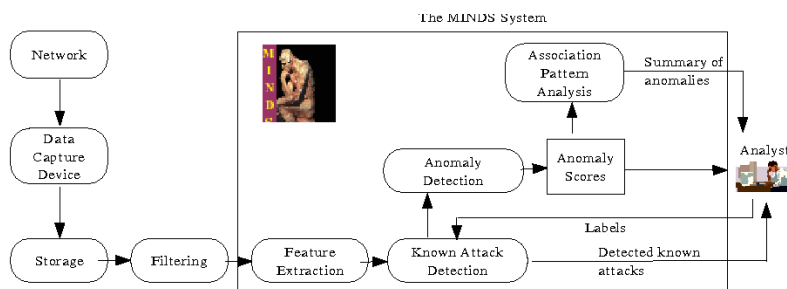 The MINDS System
Network
M
I
N
D
S
Association
Pattern
Analysis
Summary of
anomalies
Data
Capture
Device
Anomaly
Detection
Anomaly
Scores
Analyst
Labels
Storage
Filtering
Feature
Extraction
Known Attack
Detection
Detected known
attacks